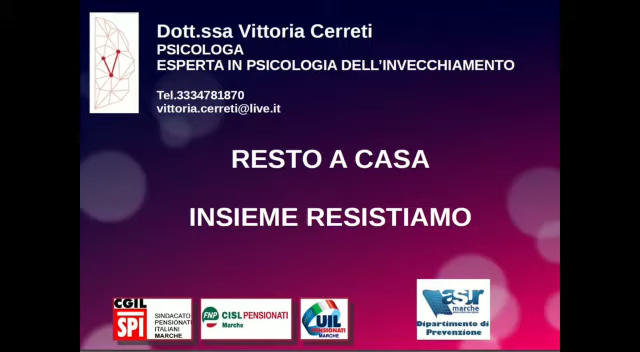 Dott.ssa Vittoria Cerreti
PSICOLOGA
ESPERTA IN PSICOLOGIA DELL'INVECCHIAMENTO
Tel.3334781870
vittoria.cerreti@live.it
RESTO A CASA
INSIEME RESISTIAMO
CGIL
SPI
SINDACATO
PENSIONATI
ITALIANI
MARCHE
FNP
CISL PENSIONATI
Marche
UIL
PENSIONATI
MARCHE
asur
marche
Dipartimento di
Prevenzione